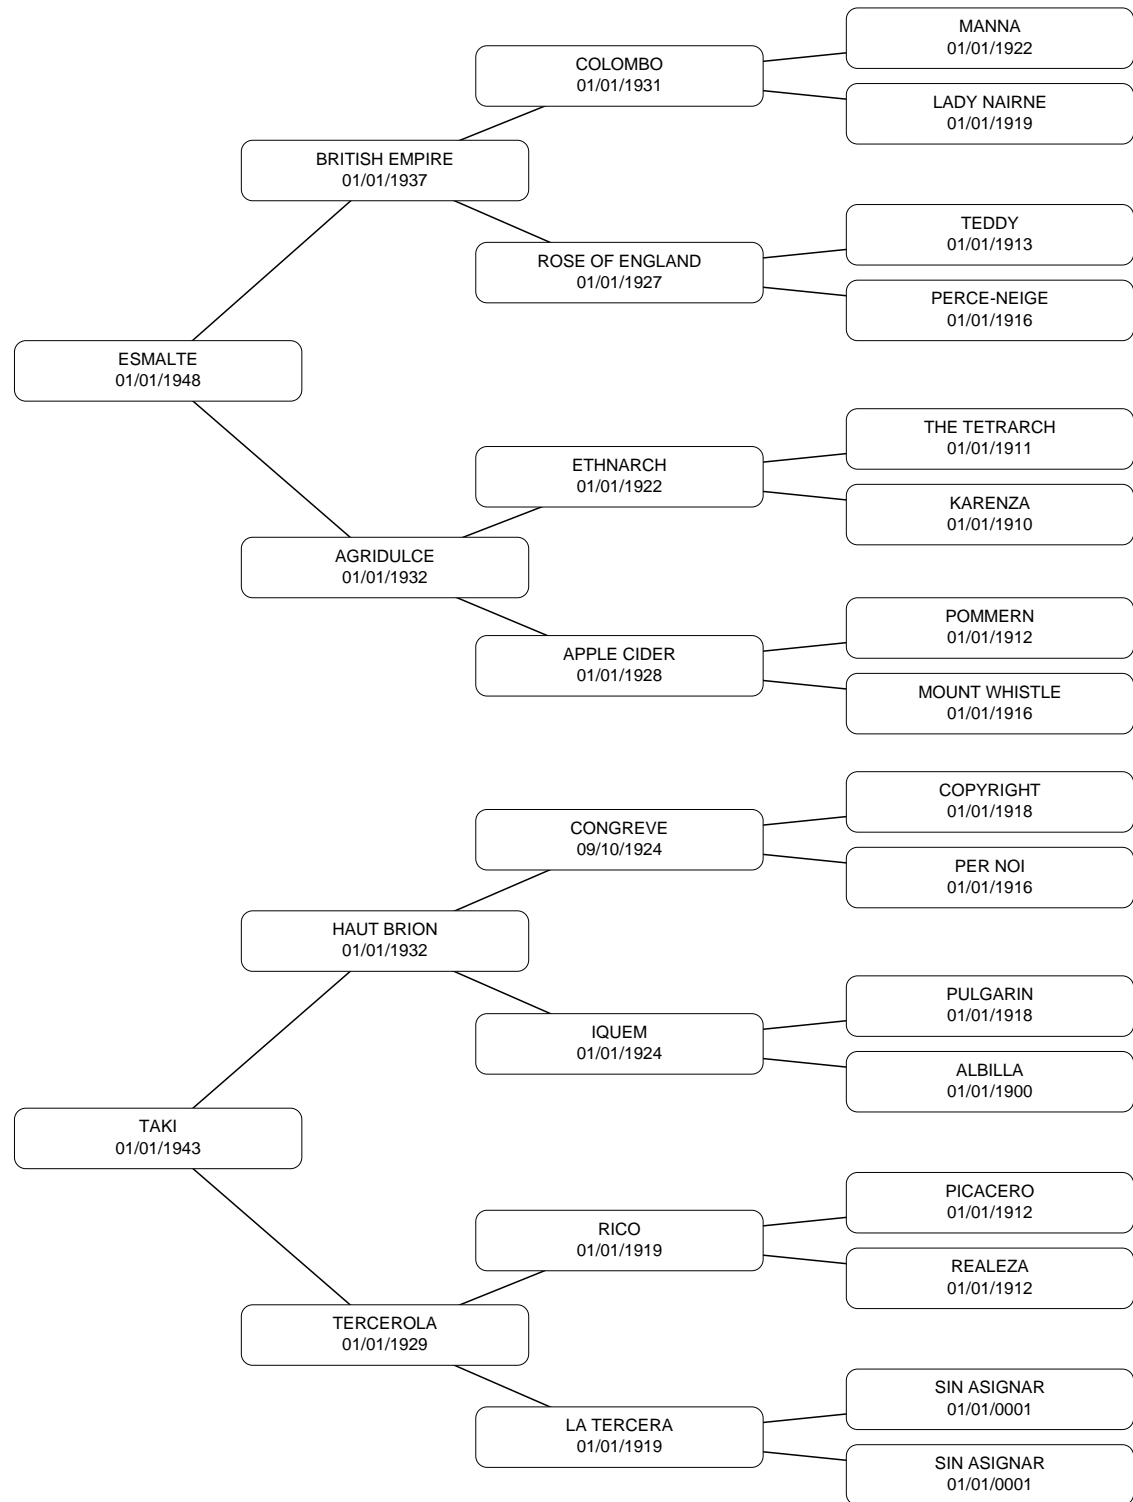 MANNA
01/01/1922
COLOMBO
01/01/1931
LADY NAIRNE
01/01/1919
BRITISH EMPIRE
01/01/1937
TEDDY
01/01/1913
ROSE OF ENGLAND
01/01/1927
PERCE-NEIGE
01/01/1916
ESMALTE
01/01/1948
THE TETRARCH
01/01/1911
ETHNARCH
01/01/1922
KARENZA
01/01/1910
AGRIDULCE
01/01/1932
POMMERN
01/01/1912
APPLE CIDER
01/01/1928
MOUNT WHISTLE
01/01/1916
COPYRIGHT
01/01/1918
CONGREVE
09/10/1924
PER NOI
01/01/1916
HAUT BRION
01/01/1932
PULGARIN
01/01/1918
IQUEM
01/01/1924
ALBILLA
01/01/1900
TAKI
01/01/1943
PICACERO
01/01/1912
RICO
01/01/1919
REALEZA
01/01/1912
TERCEROLA
01/01/1929
SIN ASIGNAR
01/01/0001
LA TERCERA
01/01/1919
SIN ASIGNAR
01/01/0001